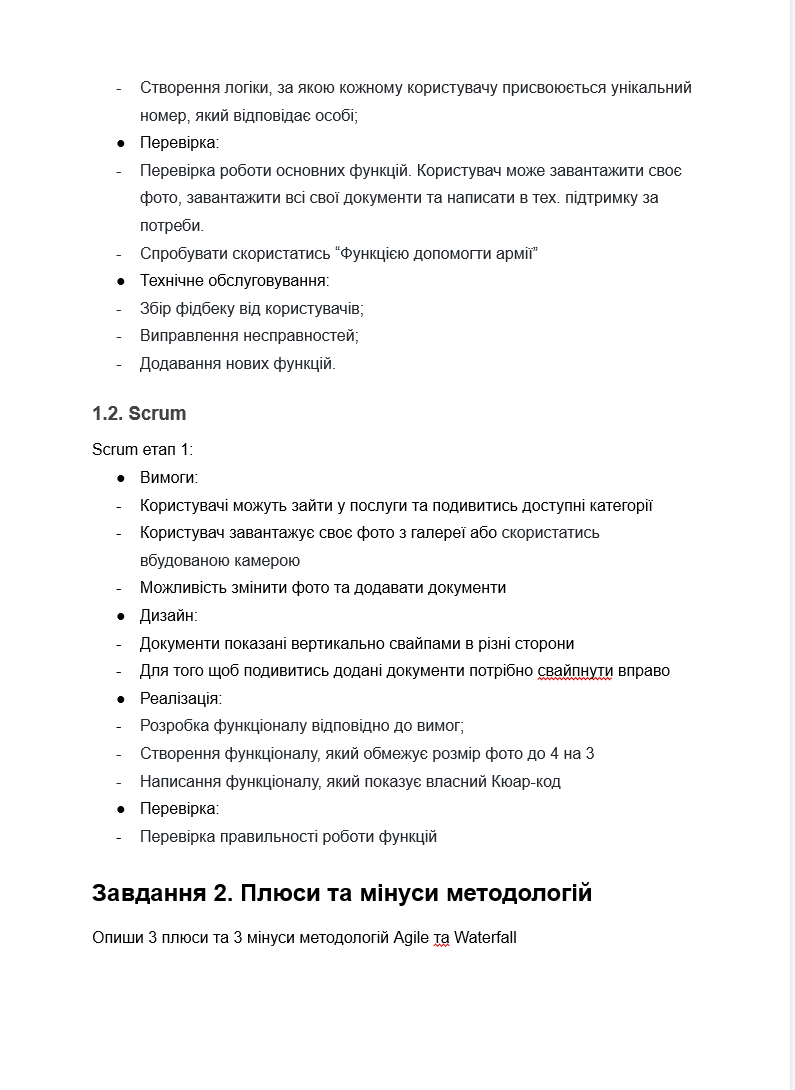 - Створення логіки, за якою кожному користувачу присвоюється унікальний
номер, який відповідає особі;
● Перевірка:
- Перевірка роботи основних функцій. Користувач може завантажити своє
фото, завантажити всі свої документи та написати в тех. підтримку за
потреби.
- Спробувати скористатись “Функцією допомогти армії”
● Технічне обслуговування:
- Збір фідбеку від користувачів;
- Виправлення несправностей;
- Додавання нових функцій.
1.2. Scrum
Scrum етап 1:
● Вимоги:
- Користувачі можуть зайти у послуги та подивитись доступні категорії
- Користувач завантажує своє фото з галереї або скористатись
вбудованою камерою
- Можливість змінити фото та додавати документи
● Дизайн:
- Документи показані вертикально свайпами в різні сторони
- Для того щоб подивитись додані документи потрібно свайпнути вправо
● Реалізація:
- Розробка функціоналу відповідно до вимог;
- Створення функціоналу, який обмежує розмір фото до 4 на 3
- Написання функціоналу, який показує власний Кюар-код
● Перевірка:
- Перевірка правильності роботи функцій
Завдання 2. Плюси та мінуси методологій
Опиши 3 плюси та 3 мінуси методологій Agile та Waterfall